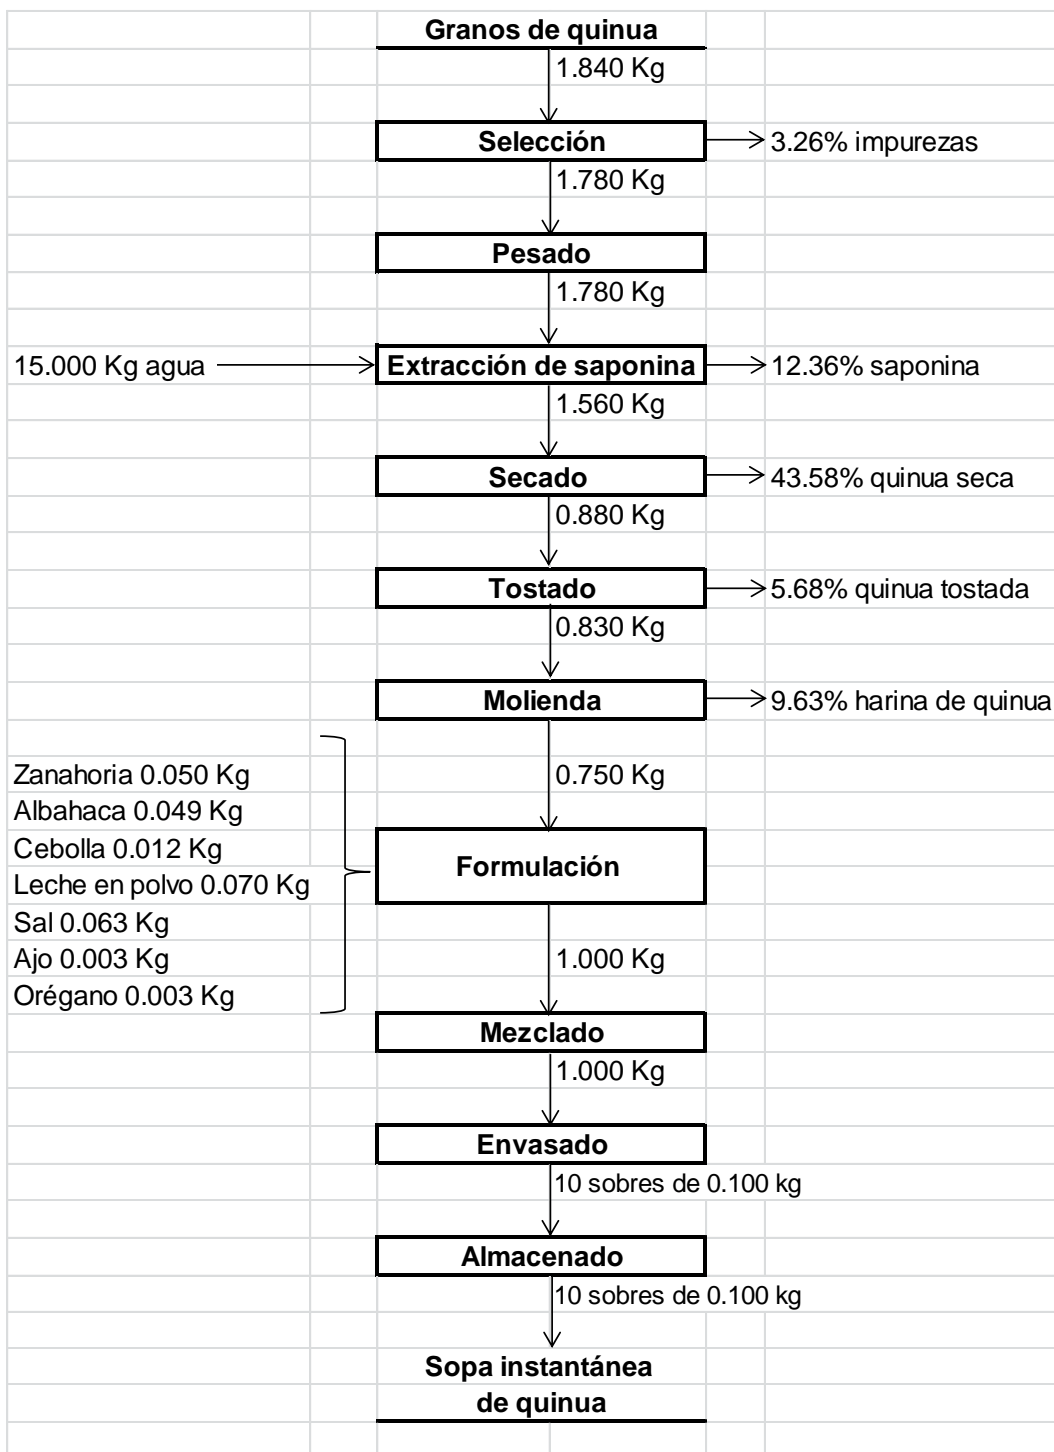 Granos de quinua
1.840 Kg
Selección
3.26% impurezas
1.780 Kg
Pesado
1.780 Kg
15.000 Kg agua
Extracción de saponina
12.36% saponina
1.560 Kg
Secado
43.58% quinua seca
0.880 Kg
Tostado
5.68% quinua tostada
0.830 Kg
Molienda
9.63% harina de quinua
0.750 Kg
Zanahoria 0.050 Kg
Albahaca 0.049 Kg
Cebolla 0.012 Kg
Leche en polvo 0.070 Kg
Sal 0.063 Kg
Ajo 0.003 Kg
Orégano 0.003 Kg
Formulación
1.000 Kg
Mezclado
1.000 Kg
Envasado
10 sobres de 0.100 kg
Almacenado
10 sobres de 0.100 kg
Sopa instantánea
de quinua